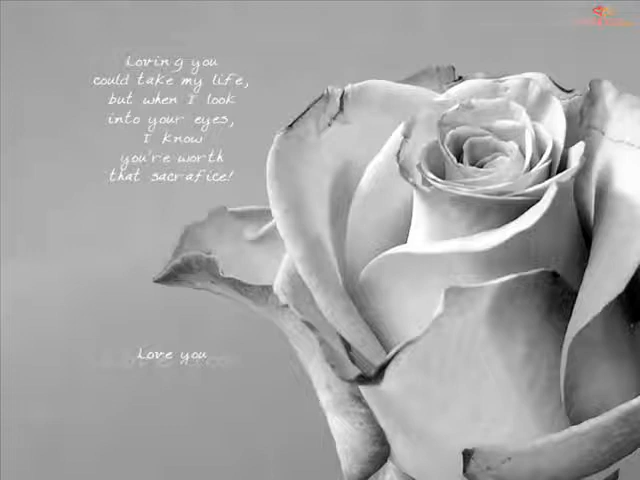 Loving you
could take my life,
but when I look
into your eyes,
I know
you're worth
that sacrafice!
Love you